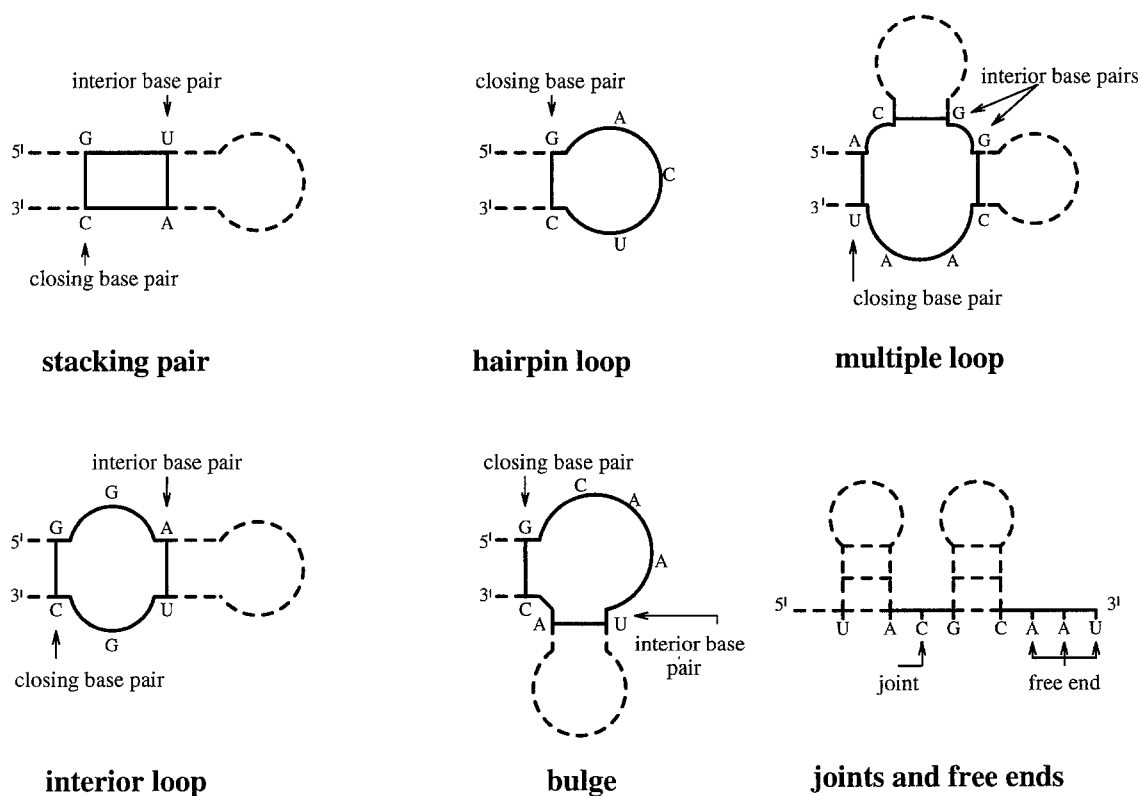 interior base pair
G U
5' 
3' 
C A
closing base pair
stacking pair
closing base pair
G A
5' 
C
3' 
C U
hairpin loop
interior base pairs
C G
A G
5' 
3' 
U C
A A
closing base pair
multiple loop
interior base pair
G
G A
5' 
3' 
C U
G
closing base pair
interior loop
closing base pair
C A
G
5' 
A
3' 
C
A U
interior base
pair
bulge
5' 3'
U A C G C A A U
joint free end
joints and free ends